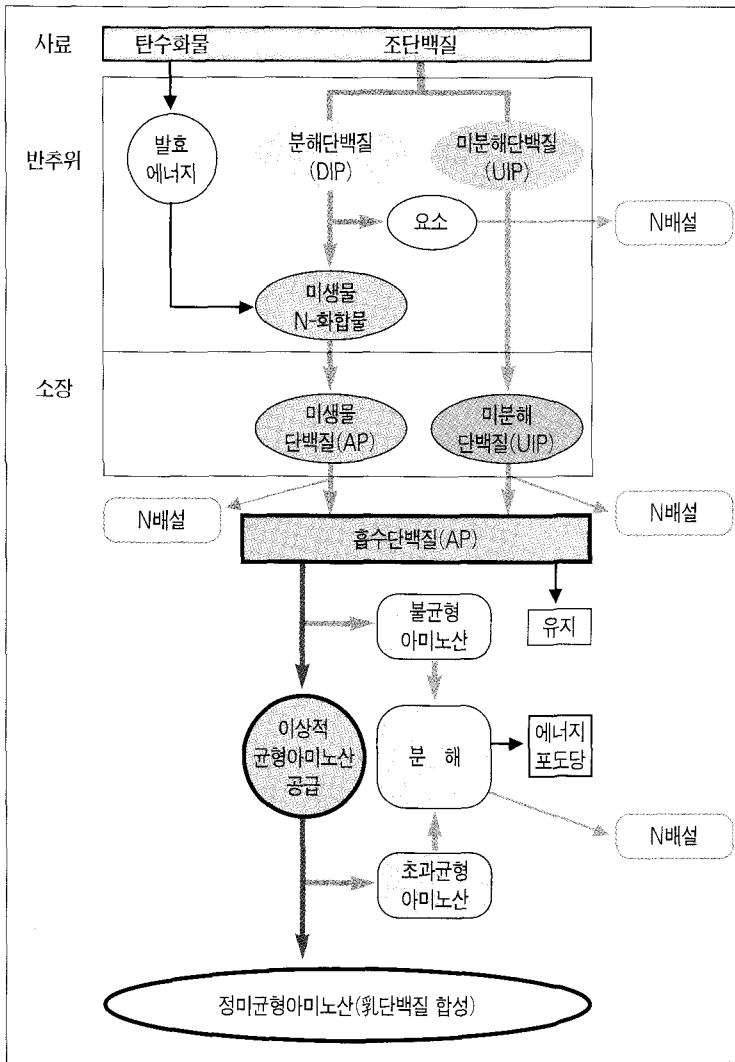 사료
탄수화물
조단백질
반추위
발효
에너지
분해단백질
(DIP)
미분해단백질
(UIP)
요소
N배설
미생물
N-화합물
소장
미생물
단백질(AP)
미분해
단백질(UIP)
N배설
N배설
흡수단백질(AP)
불균형
아미노산
유지
이상적
균형아미노산
공급
분 해
에너지
포도당
N배설
초과균형
아미노산
정미균형아미노산(乳단백질 합성)